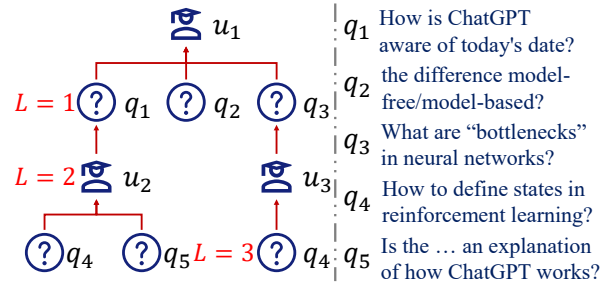 u₁
L = 1
q₁
q₂
q₃
L = 2
u₂
u₃
q₄
q₅
L = 3
q₄
q₁ How is ChatGPT
aware of today's date?
q₂ the difference model-
free/model-based?
q₃ What are “bottlenecks”
in neural networks?
q₄ How to define states in
reinforcement learning?
q₅ Is the ... an explanation
of how ChatGPT works?